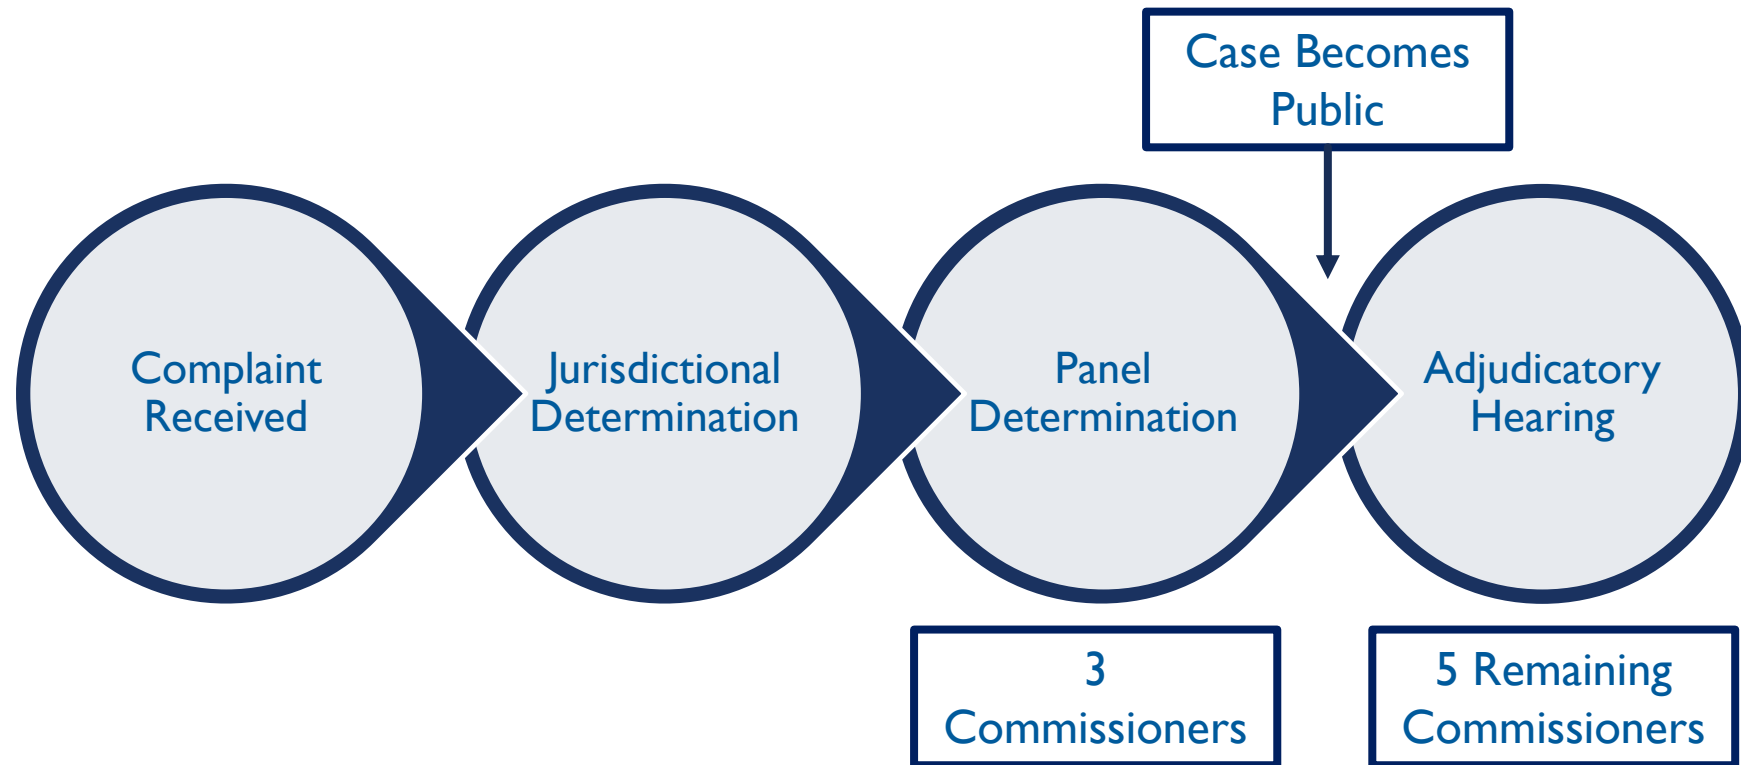 Case Becomes
Public
Complaint
Received
Jurisdictional
Determination
Panel
Determination
Adjudicatory
Hearing
3
Commissioners
5 Remaining
Commissioners